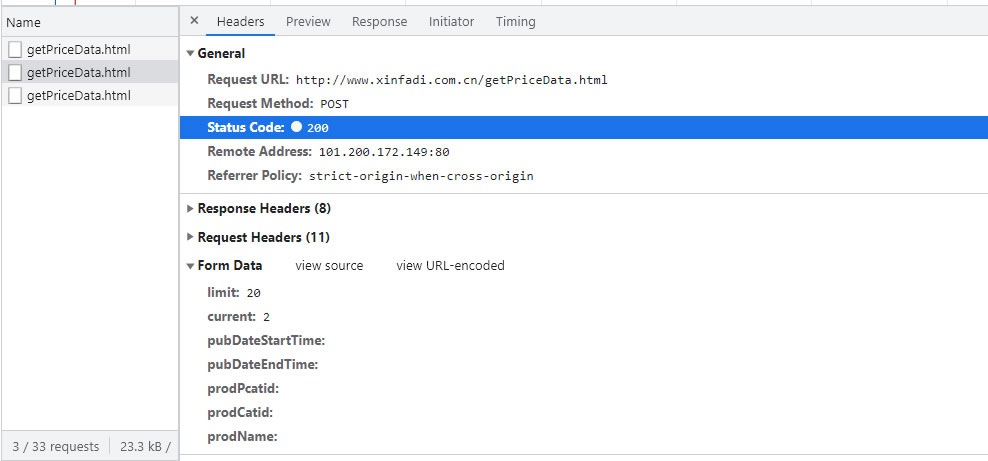 Name
getPriceData.html
getPriceData.html
getPriceData.html
3 / 33 requests 23.3 kB /
× Headers Preview Response Initiator Timing
General
Request URL: http://www.xinfadi.com.cn/getPriceData.html
Request Method: POST
Status Code: 200
Remote Address: 101.200.172.149:80
Referrer Policy: strict-origin-when-cross-origin
Response Headers (8)
Request Headers (11)
Form Data view source view URL-encoded
limit: 20
current: 2
pubDateStartTime:
pubDateEndTime:
prodPcatid:
prodCatid:
prodName: